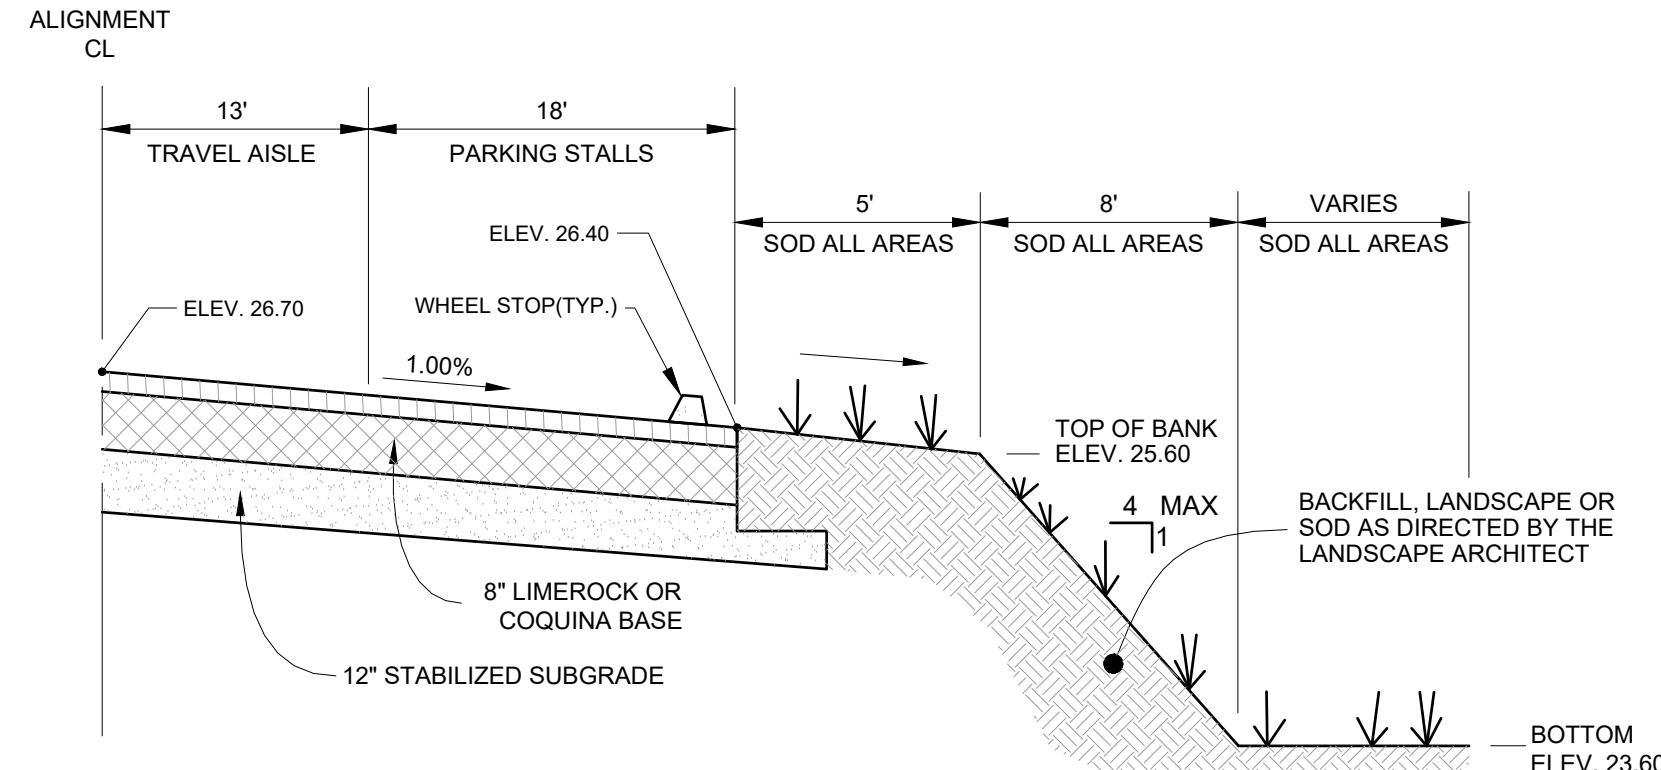 ALIGNMENT
CL
13'
18'
TRAVEL AISLE
PARKING STALLS
5'
8'
VARIES
ELEV. 26.40
SOD ALL AREAS
SOD ALL AREAS
SOD ALL AREAS
ELEV. 26.70
WHEEL STOP(TYP.)
1.00%
TOP OF BANK
ELEV. 25.60
4 MAX
1
BACKFILL, LANDSCAPE OR
SOD AS DIRECTED BY THE
LANDSCAPE ARCHITECT
8" LIMEROCK OR
COQUINA BASE
12" STABILIZED SUBGRADE
BOTTOM
ELEV. 23.60